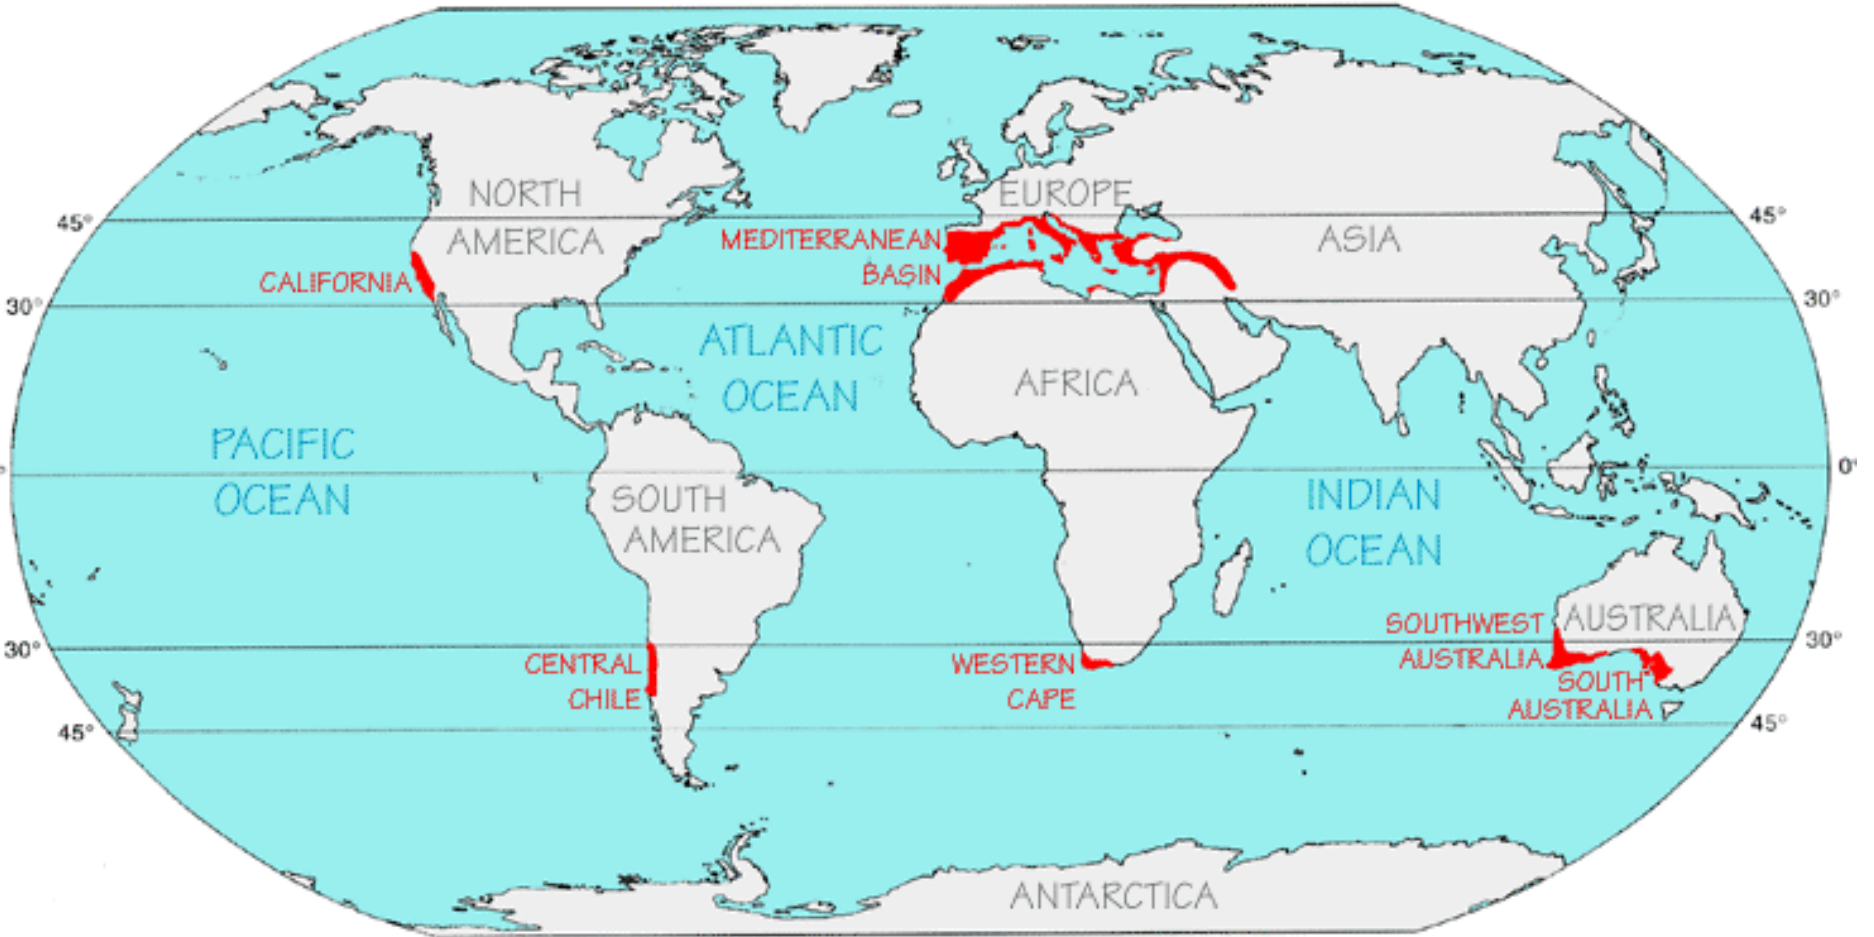 NORTH
AMERICA
EUROPE
ASIA
45°
45°
MEDITERRANEAN
BASIN
CALIFORNIA
30°
30°
ATLANTIC
OCEAN
AFRICA
PACIFIC
OCEAN
0°
SOUTH
AMERICA
INDIAN
OCEAN
SOUTHWEST
AUSTRALIA
AUSTRALIA
30°
30°
CENTRAL
CHILE
WESTERN
CAPE
SOUTH
AUSTRALIA
45°
45°
ANTARCTICA